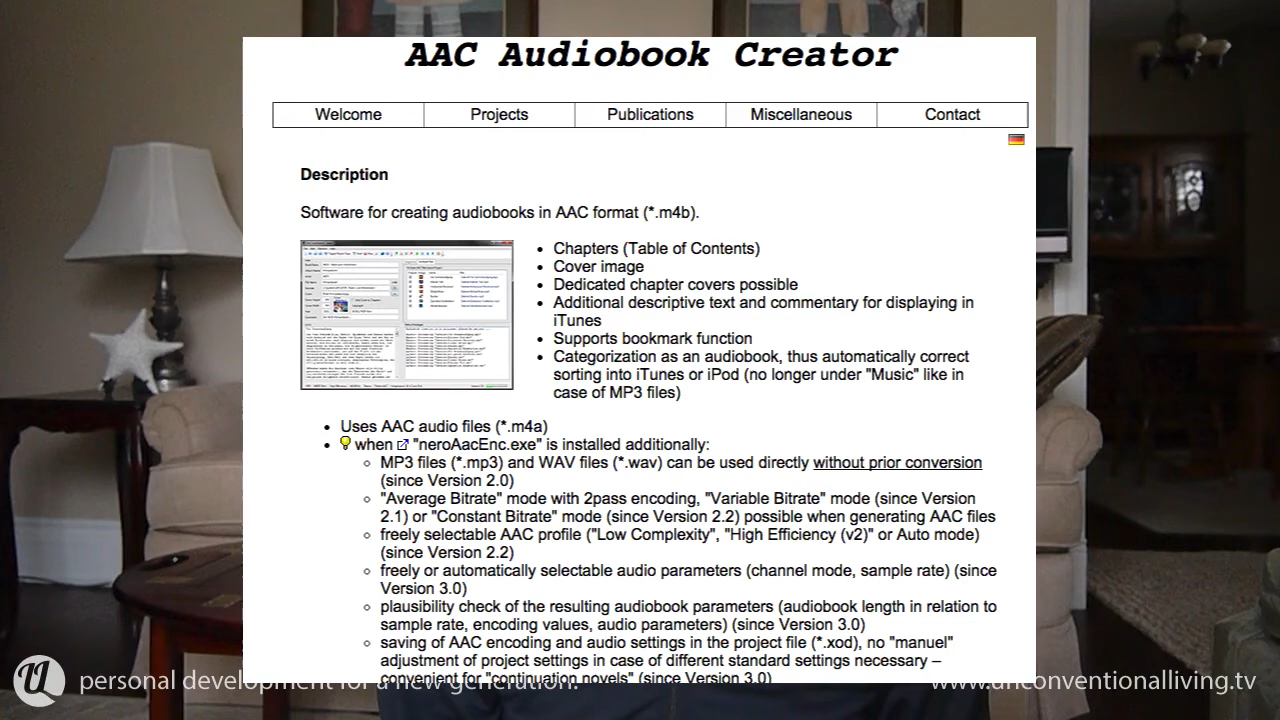 AAC Audiobook Creator
Welcome Projects Publications Miscellaneous Contact
Description
Software for creating audiobooks in AAC format (*.m4b).
• Chapters (Table of Contents)
• Cover image
• Dedicated chapter covers possible
• Additional descriptive text and commentary for displaying in
iTunes
• Supports bookmark function
• Categorization as an audiobook, thus automatically correct
sorting into iTunes or iPod (no longer under "Music" like in
case of MP3 files)
• Uses AAC audio files (*.m4a)
• when "neroAacEnc.exe" is installed additionally:
◦ MP3 files (*.mp3) and WAV files (*.wav) can be used directly without prior conversion
(since Version 2.0)
◦ "Average Bitrate" mode with 2pass encoding, "Variable Bitrate" mode (since Version
2.1) or "Constant Bitrate" mode (since Version 2.2) possible when generating AAC files
◦ freely selectable AAC profile ("Low Complexity", "High Efficiency (v2)" or Auto mode)
(since Version 2.2)
◦ freely or automatically selectable audio parameters (channel mode, sample rate) (since
Version 3.0)
◦ plausibility check of the resulting audiobook parameters (audiobook length in relation to
sample rate, encoding values, audio parameters) (since Version 3.0)
◦ saving of AAC encoding and audio settings in the project file (*.xod), no "manuel"
adjustment of project settings in case of different standard settings necessary –
convenient for "continuation novels" (since Version 3.0)
personal development for a new generation.
www.unconventionalliving.tv